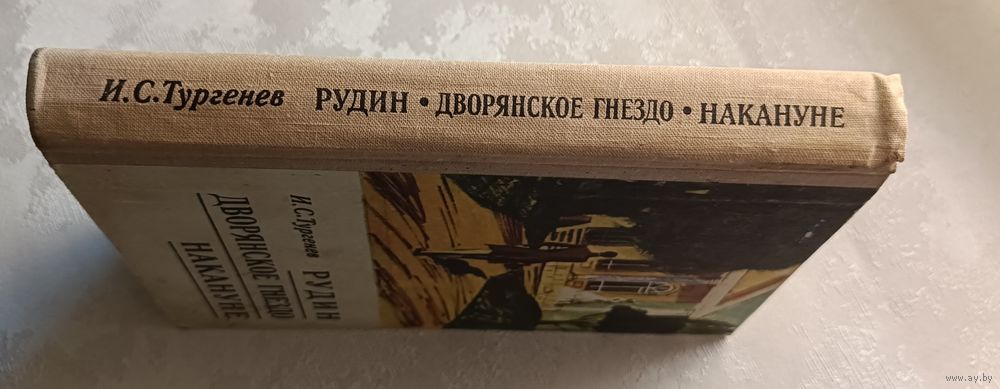 И.С.Тургенев РУДИН • ДВОРЯНСКОЕ ГНЕЗДО • НАКАНУНЕ
И.С.Тургенев РУДИН
ДВОРЯНСКОЕ ГНЕЗДО
НАКАНУНЕ
www.ay.by